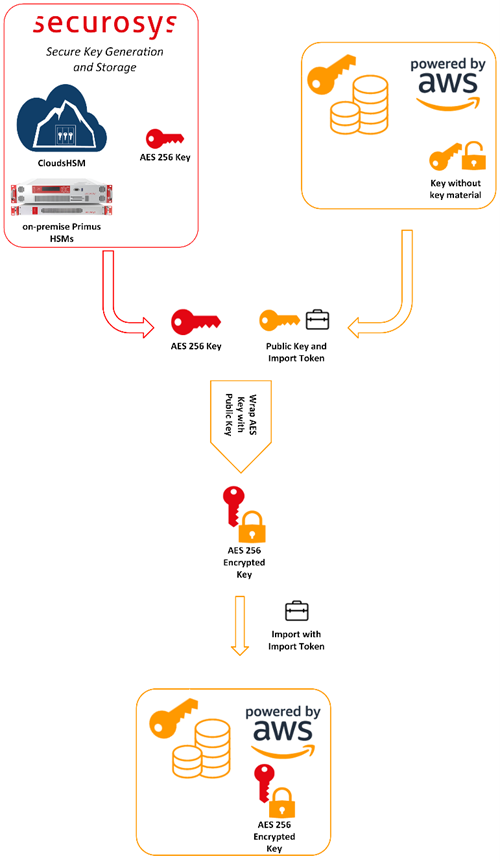 securosys
Secure Key Generation
and Storage
CloudsHSM
AES 256 Key
on-premise Primus
HSMs
powered by
aws
Key without
key material
AES 256 Key
Public Key and
Import Token
Wrap AES
Key with
Public Key
AES 256
Encrypted
Key
Import with
Import Token
powered by
aws
AES 256
Encrypted
Key